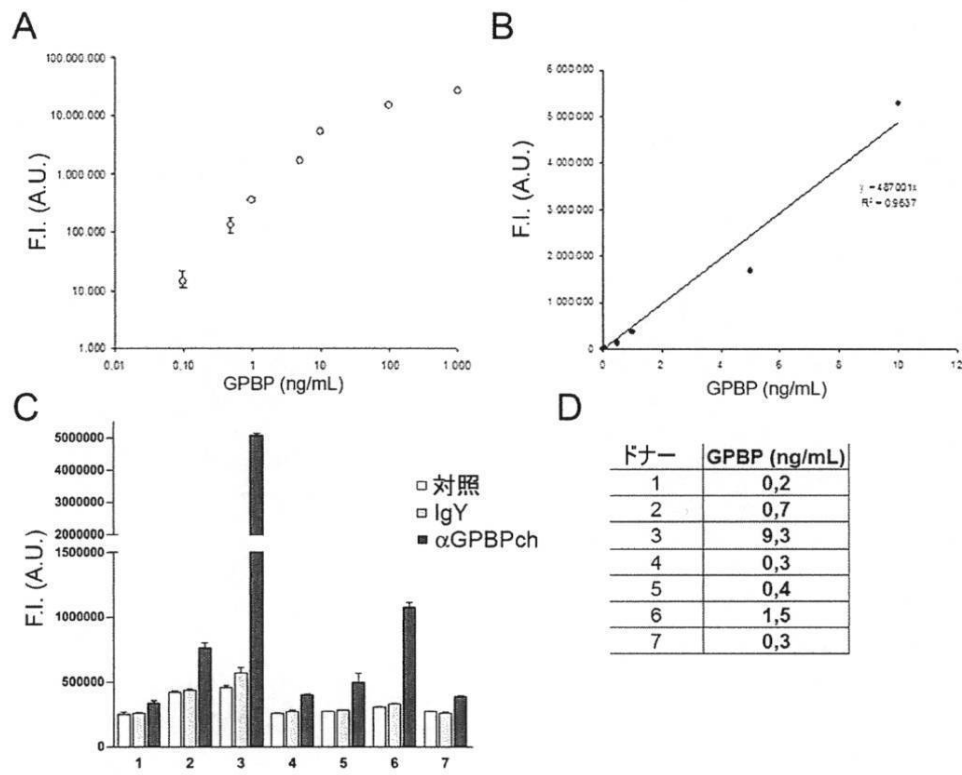 A
100.000.000
10.000.000
1.000.000
100.000
10.000
1.000
0,01
0,10
1
10
100
1 000
F.I. (A.U.)
GPBP (ng/mL)
B
6 000 000
5 000 000
4 000 000
3 000 000
2 000 000
1 000 000
0
0
2
4
6
8
10
12
F.I. (A.U.)
GPBP (ng/mL)
y = 487001x
R² = 0,9637
C
5000000
4000000
3000000
2000000
1500000
1000000
500000
0
F.I. (A.U.)
対照
IgY
αGPBPch
1
2
3
4
5
6
7
D
ドナー GPBP (ng/mL)
1 0,2
2 0,7
3 9,3
4 0,3
5 0,4
6 1,5
7 0,3